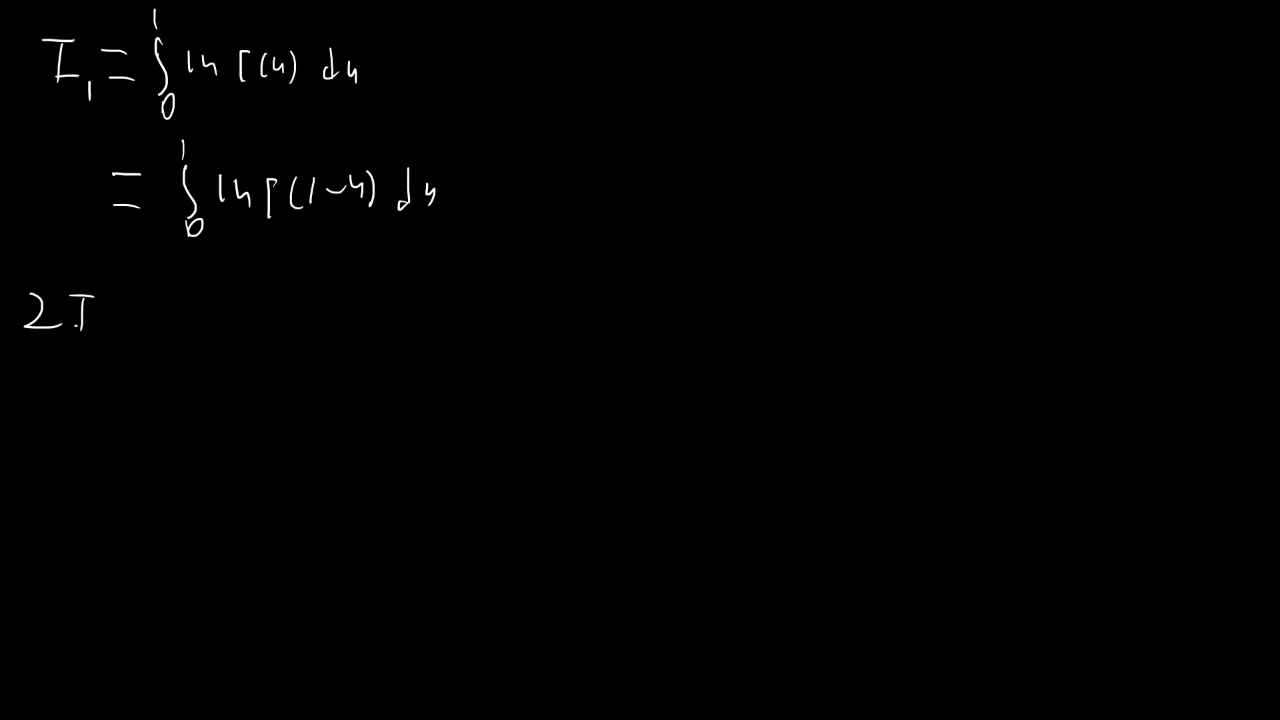 I₁ = ∫₀¹ ln Γ(u) du
= ∫₀¹ ln Γ(1-u) du
2I